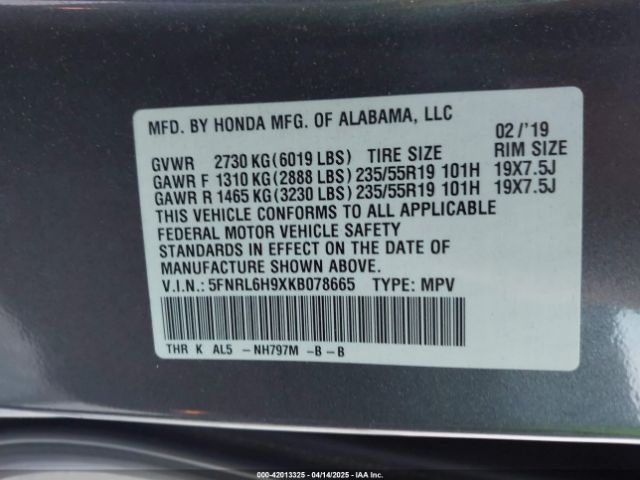 MFD. BY HONDA MFG. OF ALABAMA, LLC
02/'19
GVWR 2730 KG(6019 LBS) TIRE SIZE RIM SIZE
GAWR F 1310 KG(2888 LBS)235/55R19 101H 19X7.5J
GAWR R 1465 KG(3230 LBS)235/55R19 101H 19X7.5J
THIS VEHICLE CONFORMS TO ALL APPLICABLE
FEDERAL MOTOR VEHICLE SAFETY
STANDARDS IN EFFECT ON THE DATE OF
MANUFACTURE SHOWN ABOVE.
V.I.N.: 5FNRL6H9XKB078665 TYPE: MPV
THR K AL5 -NH797M -B-B
000-42013325 - 04/14/2025 - IAA Inc.